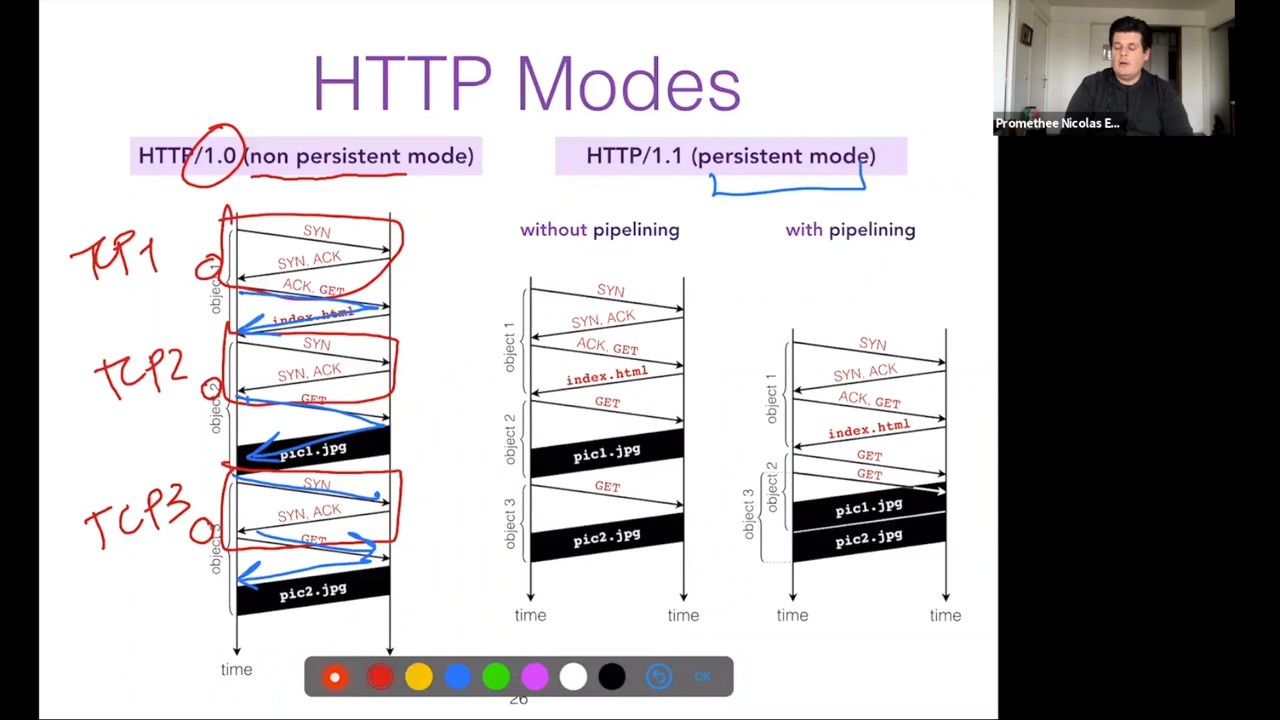 HTTP Modes
Promethee Nicolas E...
HTTP/1.0 (non persistent mode)
HTTP/1.1 (persistent mode)
TCP1
TCP2
TCP3
object 1
SYN
SYN, ACK
ACK, GET
index.html
SYN
SYN, ACK
GET
pic1.jpg
SYN
SYN, ACK
GET
pic2.jpg
time
without pipelining
object 1
SYN
SYN, ACK
ACK, GET
index.html
object 2
GET
pic1.jpg
object 3
GET
pic2.jpg
time
time
with pipelining
object 1
SYN
SYN, ACK
ACK, GET
index.html
object 2
object 3
GET
GET
pic1.jpg
pic2.jpg
time
time
OK
26